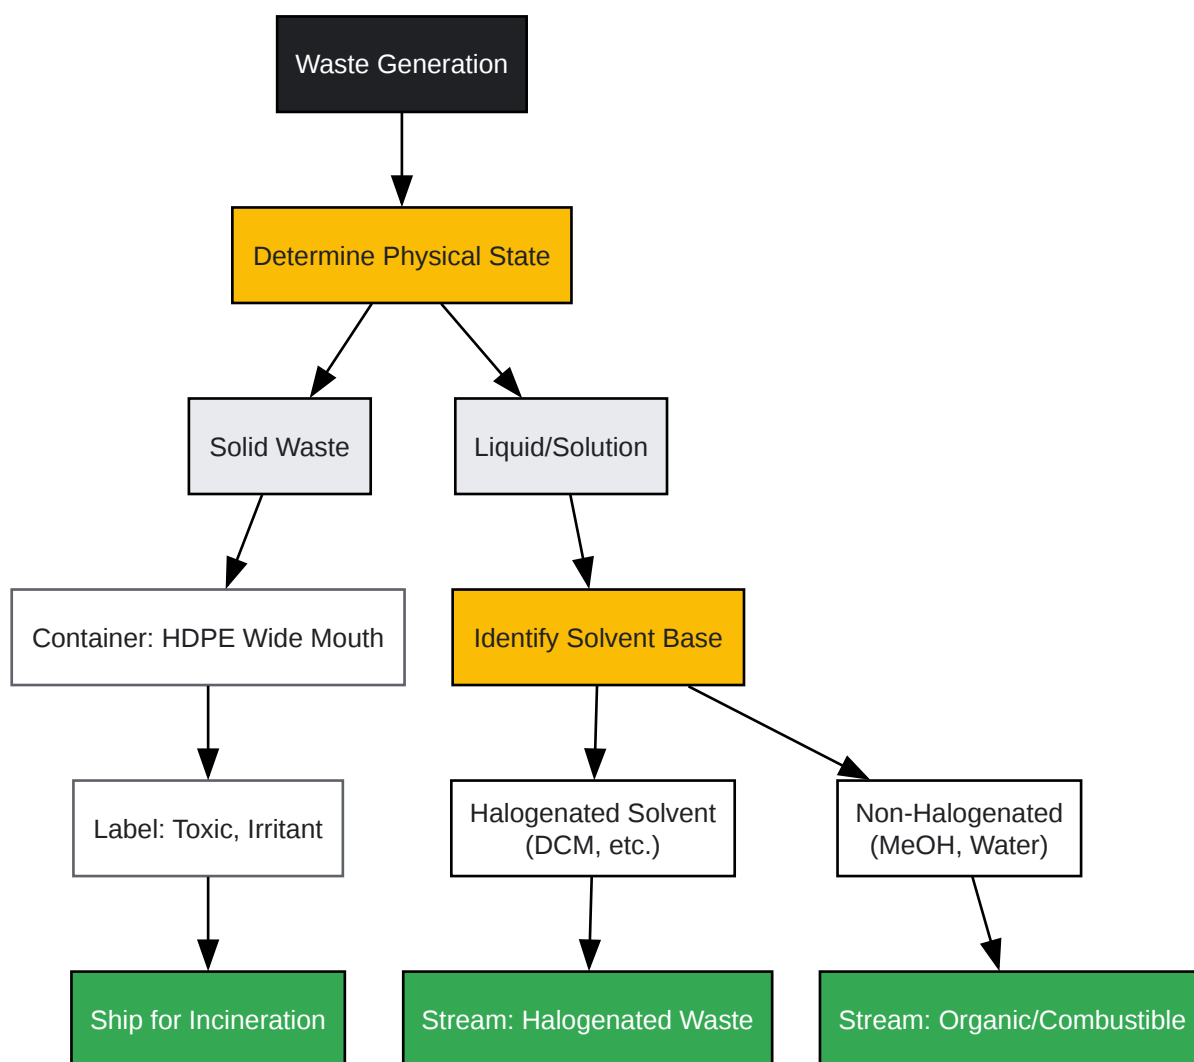 Waste Generation
Determine Physical State
Solid Waste
Liquid/Solution
Container: HDPE Wide Mouth
Identify Solvent Base
Label: Toxic, Irritant
Halogenated Solvent
(DCM, etc.)
Non-Halogenated
(MeOH, Water)
Ship for Incineration
Stream: Halogenated Waste
Stream: Organic/Combustible